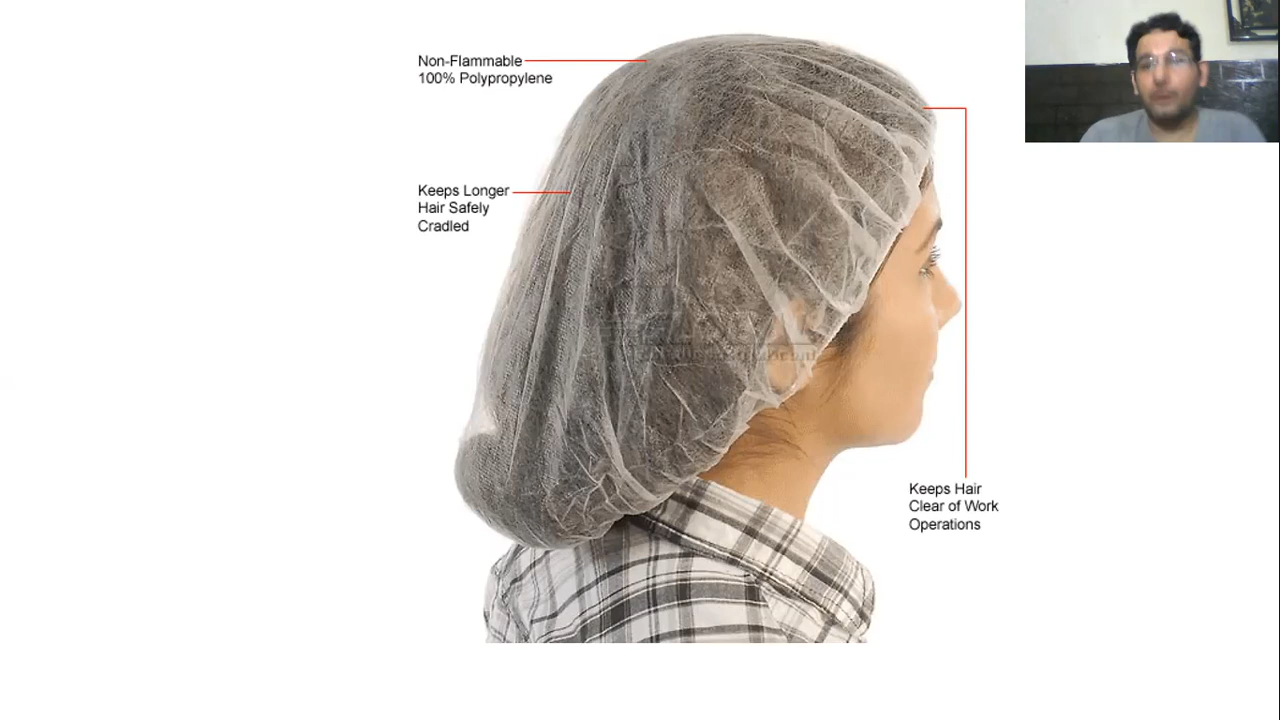 Non-Flammable
100% Polypropylene
Keeps Longer
Hair Safely
Cradled
Keeps Hair
Clear of Work
Operations